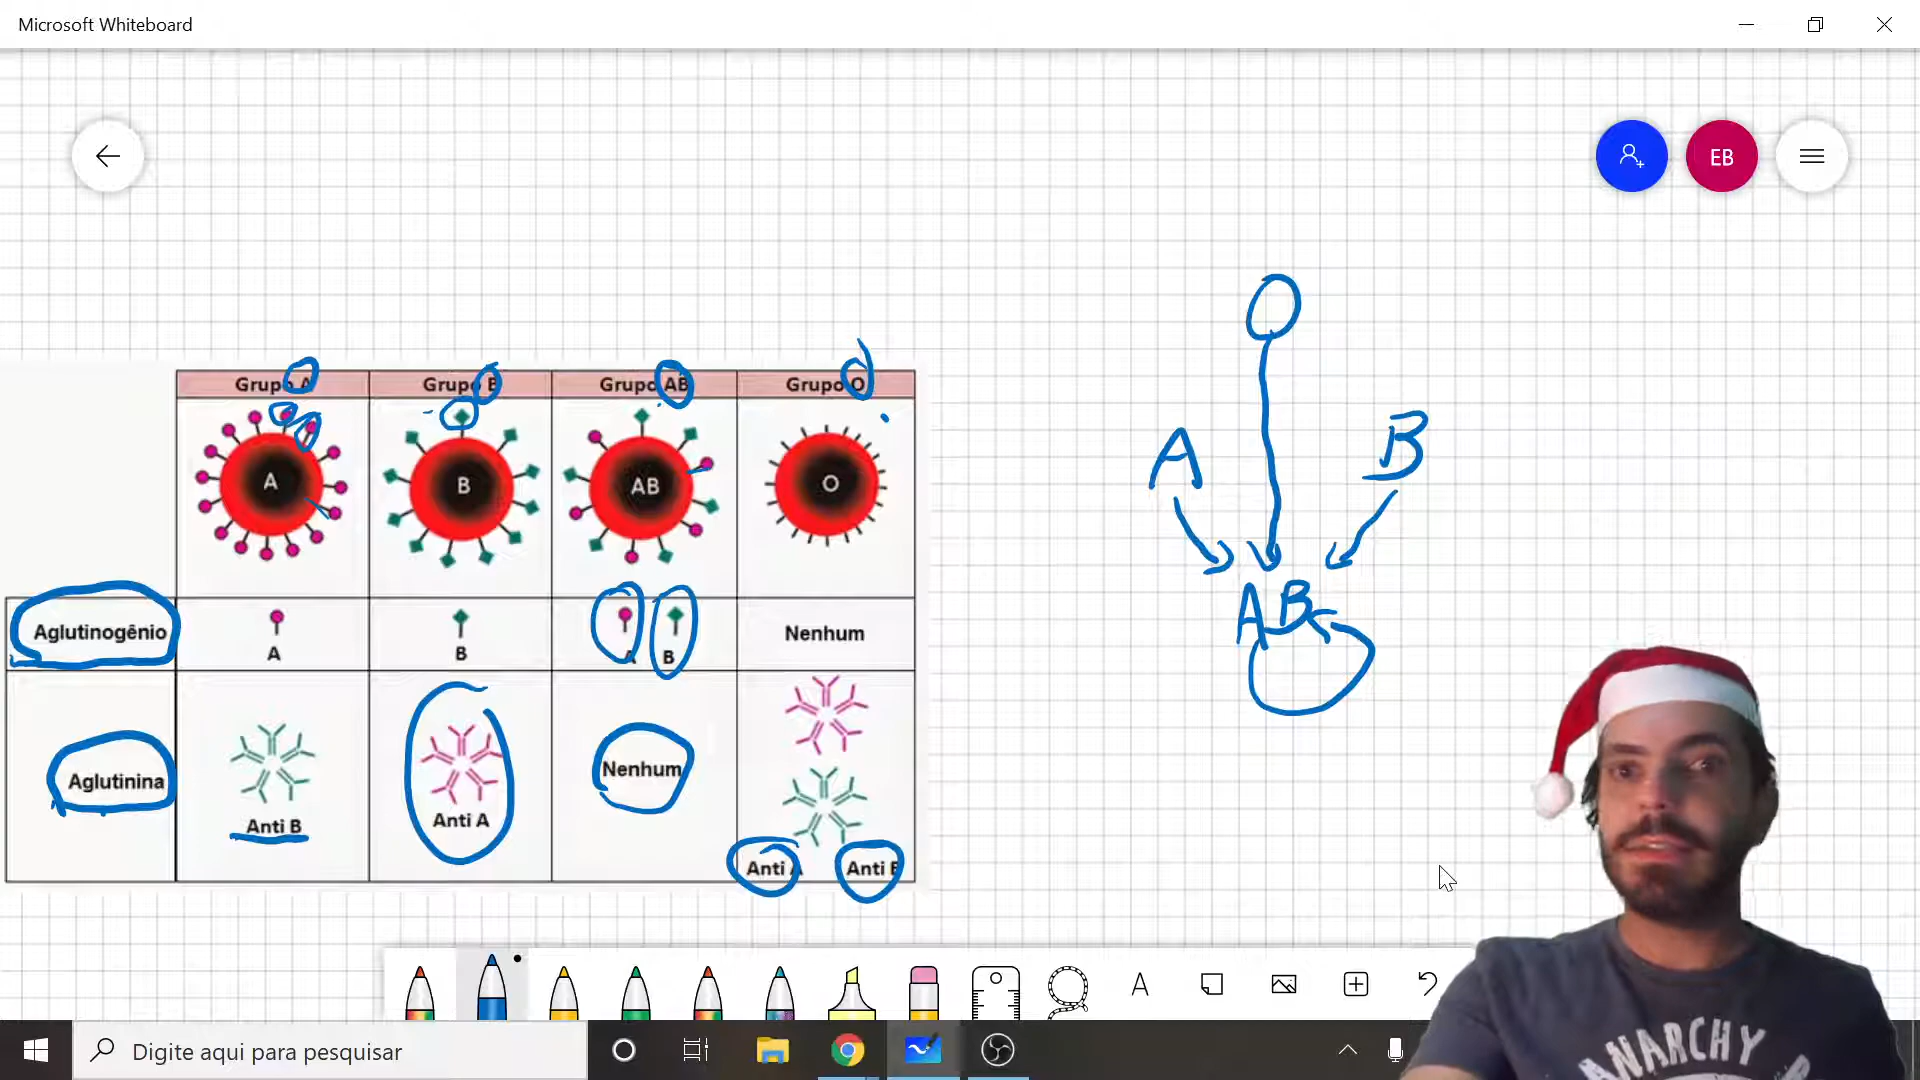 Microsoft Whiteboard
EB
O
A
B
AB
Grupo A
Grupo B
Grupo AB
Grupo O
A
B
AB
O
Aglutinogênio
A
B
A
B
Nenhum
Aglutinina
Anti B
Anti A
Nenhum
Anti A
Anti B
A
Digite aqui para pesquisar
ANARCHY